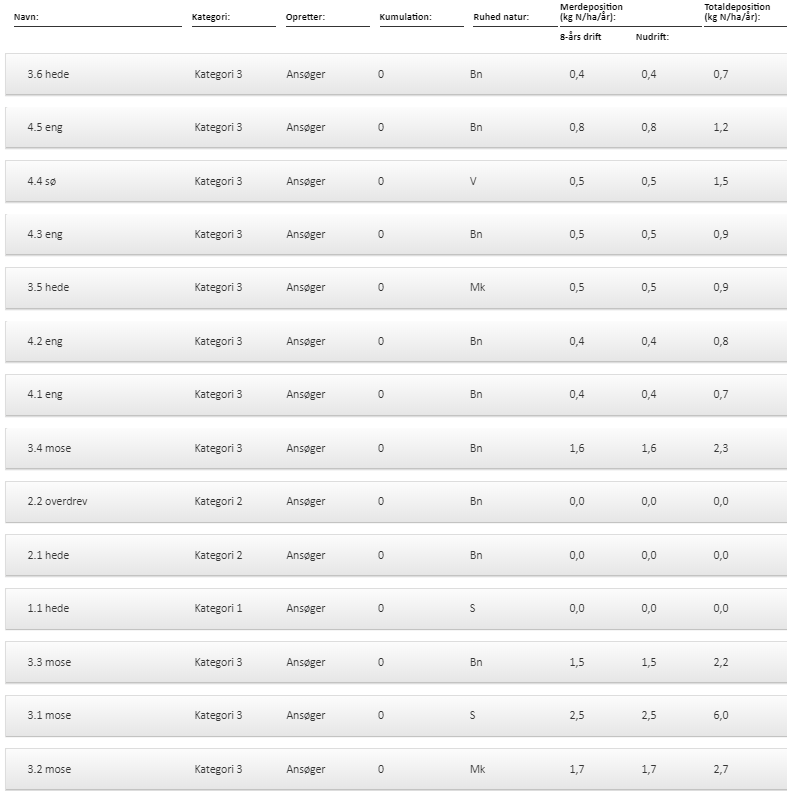 Navn: Kategori: Opretter: Kumulation: Ruhed natur: Merdeposition (kg N/ha/år): Totaldeposition (kg N/ha/år):
8-års drift Nudrift:
3.6 hede Kategori 3 Ansøger 0 Bn 0,4 0,4 0,7
4.5 eng Kategori 3 Ansøger 0 Bn 0,8 0,8 1,2
4.4 sø Kategori 3 Ansøger 0 V 0,5 0,5 1,5
4.3 eng Kategori 3 Ansøger 0 Bn 0,5 0,5 0,9
3.5 hede Kategori 3 Ansøger 0 Mk 0,5 0,5 0,9
4.2 eng Kategori 3 Ansøger 0 Bn 0,4 0,4 0,8
4.1 eng Kategori 3 Ansøger 0 Bn 0,4 0,4 0,7
3.4 mose Kategori 3 Ansøger 0 Bn 1,6 1,6 2,3
2.2 overdrev Kategori 2 Ansøger 0 Bn 0,0 0,0 0,0
2.1 hede Kategori 2 Ansøger 0 Bn 0,0 0,0 0,0
1.1 hede Kategori 1 Ansøger 0 S 0,0 0,0 0,0
3.3 mose Kategori 3 Ansøger 0 Bn 1,5 1,5 2,2
3.1 mose Kategori 3 Ansøger 0 S 2,5 2,5 6,0
3.2 mose Kategori 3 Ansøger 0 Mk 1,7 1,7 2,7